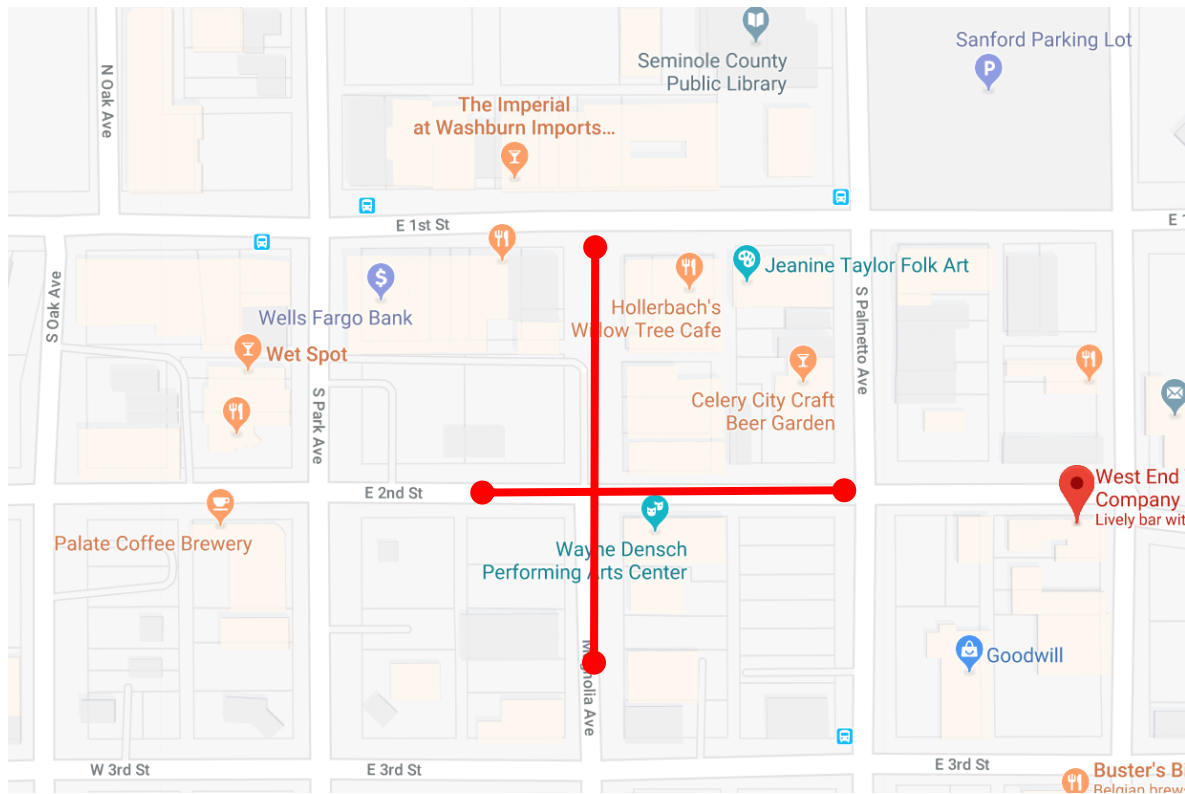 Sanford Parking Lot
P
Seminole County
Public Library
N Oak Ave
The Imperial
at Washburn Imports...
E 1st St
E 1
S Oak Ave
$
Wells Fargo Bank
Jeanine Taylor Folk Art
Hollerbach's
Willow Tree Cafe
S Palmetto Ave
Wet Spot
S Park Ave
Celery City Craft
Beer Garden
E 2nd St
West End
Company
Lively bar wit
Palate Coffee Brewery
Wayne Densch
Performing Arts Center
Magnolia Ave
Goodwill
W 3rd St
E 3rd St
E 3rd St
Buster's Bi
Belgian brews